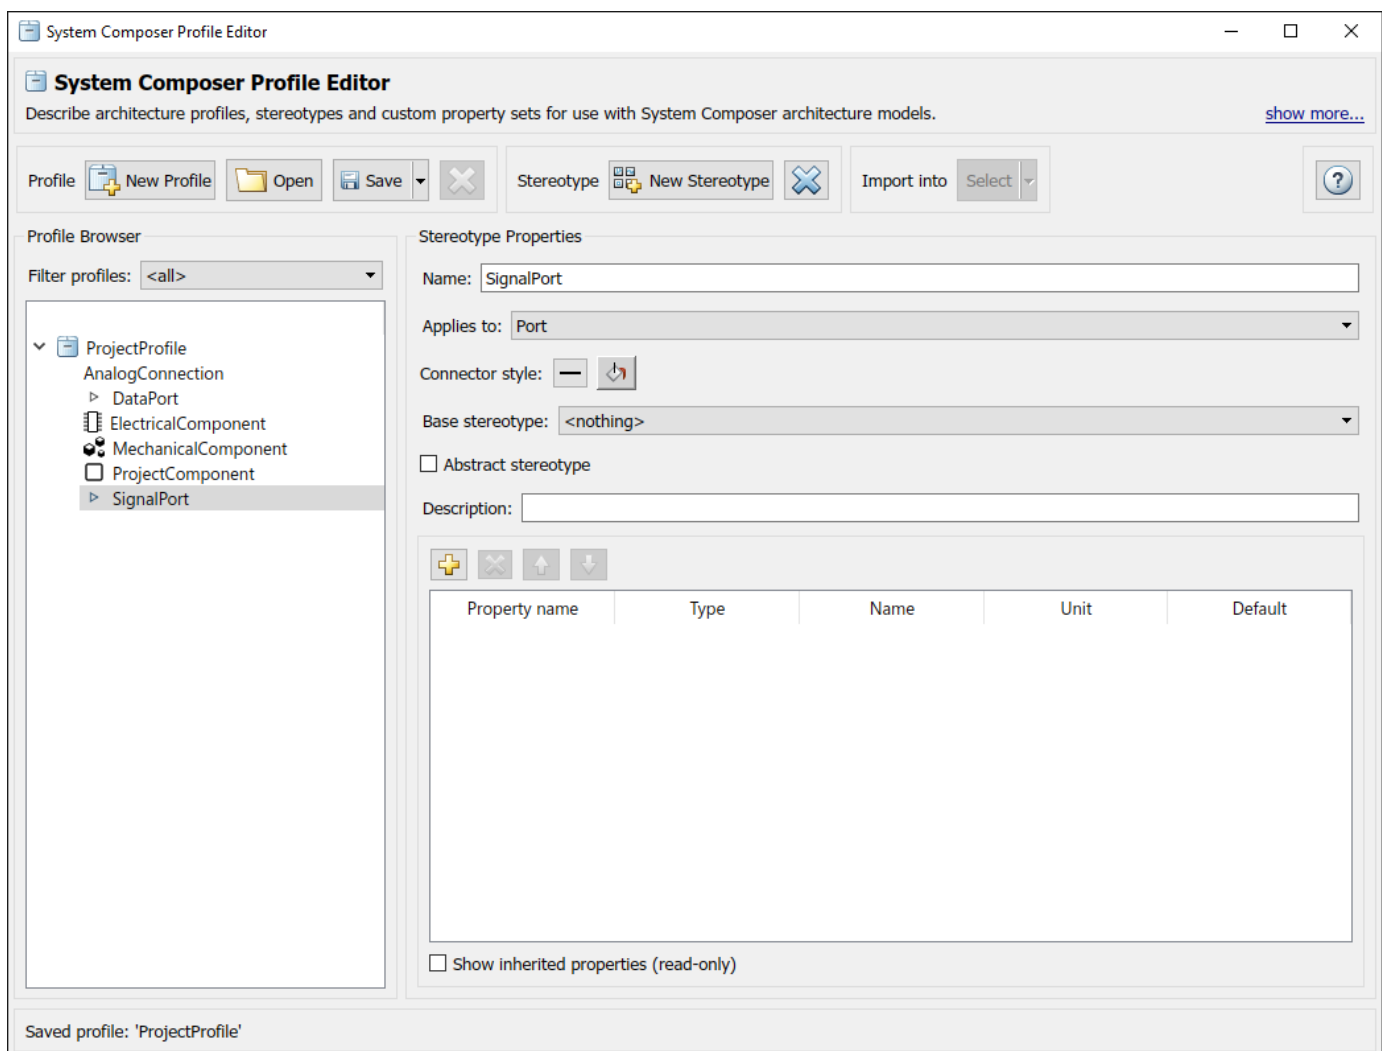 System Composer Profile Editor
System Composer Profile Editor
Describe architecture profiles, stereotypes and custom property sets for use with System Composer architecture models. show more...
Profile New Profile Open Save Stereotype New Stereotype Import into Select ?
Profile Browser
Filter profiles: <all>
ProjectProfile
AnalogConnection
DataPort
ElectricalComponent
MechanicalComponent
ProjectComponent
SignalPort
Stereotype Properties
Name: SignalPort
Applies to: Port
Connector style:
Base stereotype: <nothing>
Abstract stereotype
Description:
Property name Type Name Unit Default
Show inherited properties (read-only)
Saved profile: 'ProjectProfile'